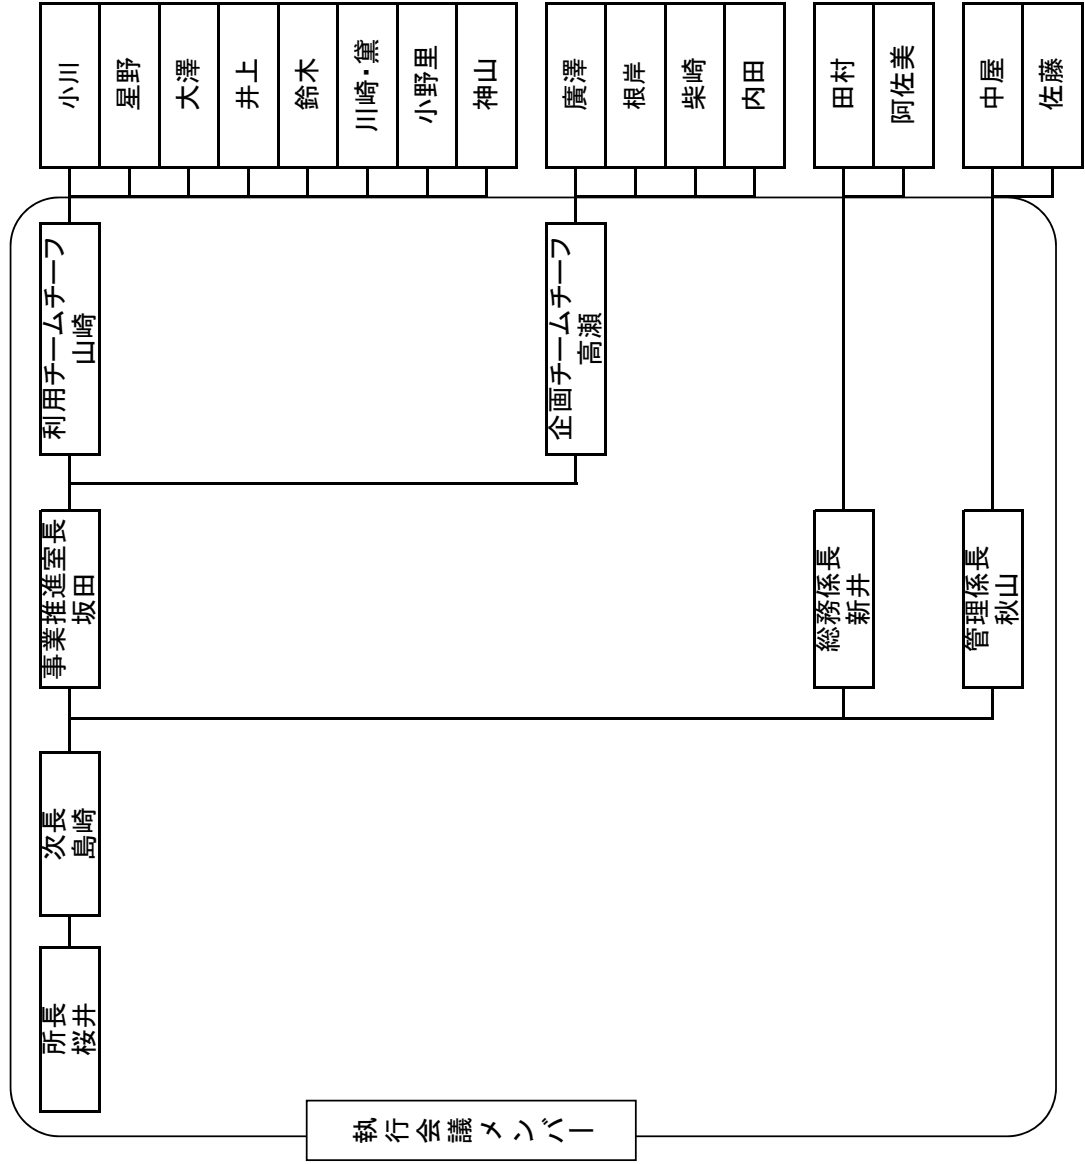 執行会議メンバー
所長
桜井
次長
島崎
事業推進室長
坂田
利用チームチーフ
山崎
小川
星野
大澤
井上
鈴木
川崎・黛
小野里
神山
企画チームチーフ
高瀬
廣澤
根岸
柴崎
内田
総務係長
新井
田村
阿佐美
管理係長
秋山
中屋
佐藤